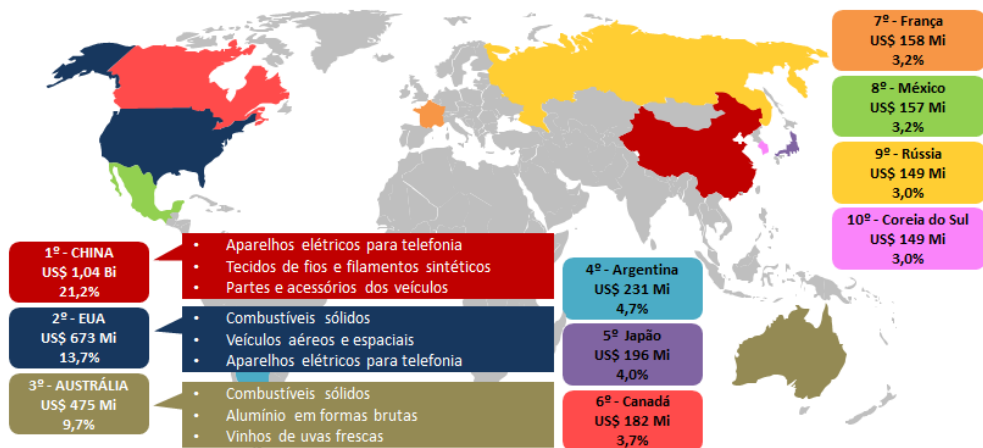 7º - França
US$ 158 Mi
3,2%
8º - México
US$ 157 Mi
3,2%
9º - Rússia
US$ 149 Mi
3,0%
10º - Coreia do Sul
US$ 149 Mi
3,0%
1º - CHINA
US$ 1,04 Bi
21,2%
• Aparelhos elétricos para telefonia
• Tecidos de fios e filamentos sintéticos
• Partes e acessórios dos veículos
2º - EUA
US$ 673 Mi
13,7%
• Combustíveis sólidos
• Veículos aéreos e espaciais
• Aparelhos elétricos para telefonia
3º - AUSTRÁLIA
US$ 475 Mi
9,7%
• Combustíveis sólidos
• Alumínio em formas brutas
• Vinhos de uvas frescas
4º - Argentina
US$ 231 Mi
4,7%
5º Japão
US$ 196 Mi
4,0%
6º - Canadá
US$ 182 Mi
3,7%